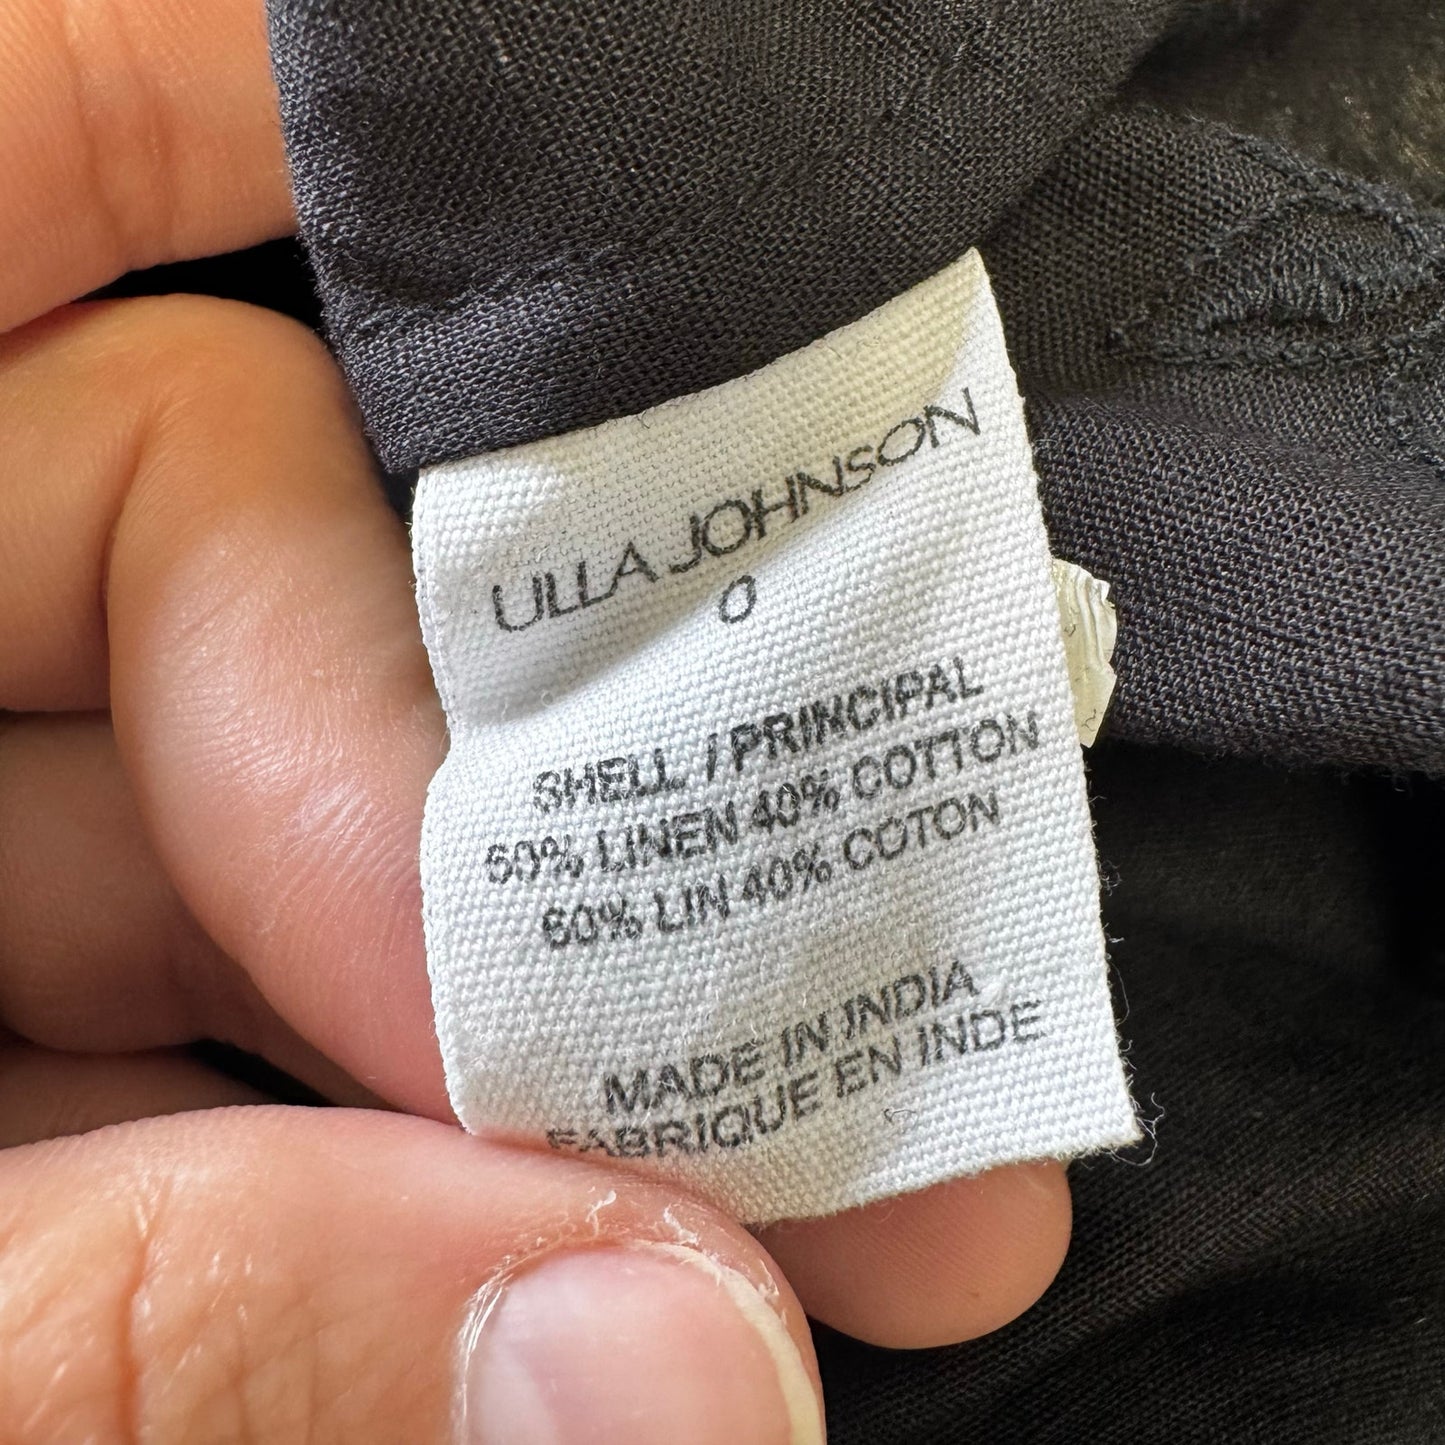 ULLA JOHNSON
0
SHELL / PRINCIPAL
60% LINEN 40% COTTON
60% LIN 40% COTON
MADE IN INDIA
FABRIQUE EN INDE